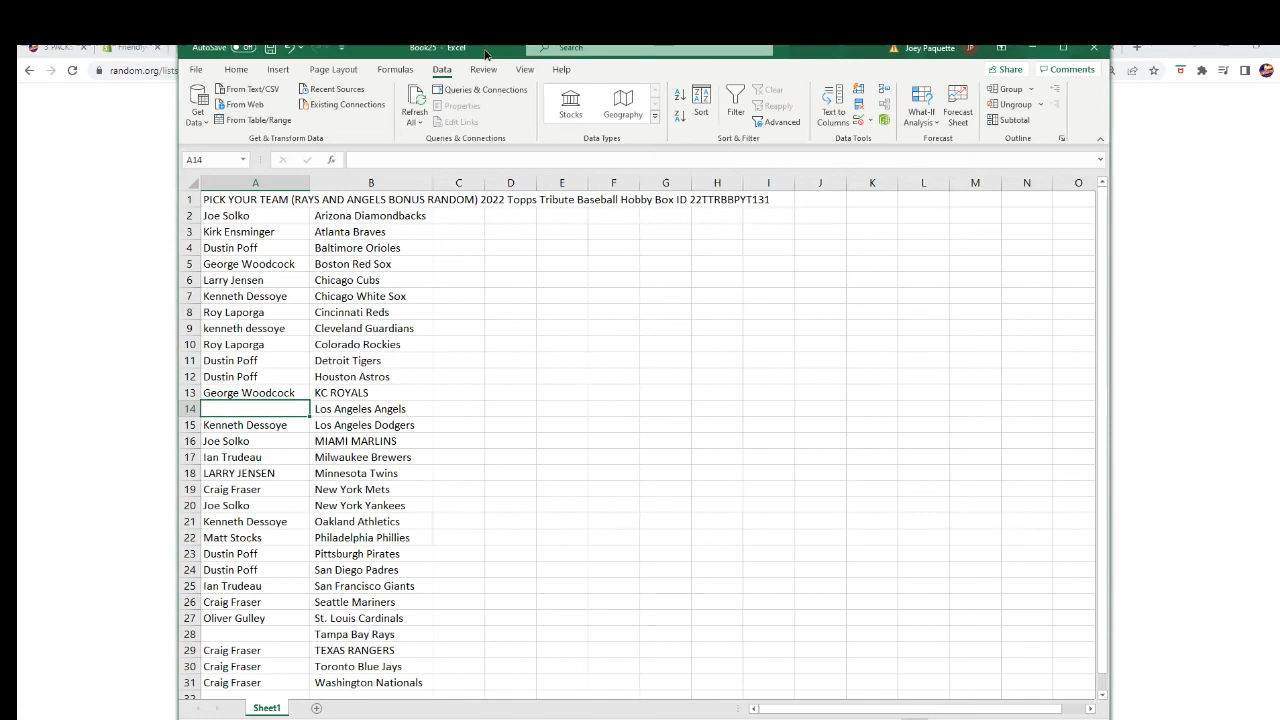 3 PACK
Friendly
random.org/lists
AutoSave Off
Book25 - Excel
Search
Joey Paquette JP
File Home Insert Page Layout Formulas Data Review View Help
Share Comments
Get Data
From Text/CSV
From Web
From Table/Range
Recent Sources
Existing Connections
Get & Transform Data
Refresh All
Queries & Connections
Properties
Edit Links
Queries & Connections
Stocks Geography
Data Types
Sort
Filter
Clear
Reapply
Advanced
Sort & Filter
Text to Columns
Data Tools
What-If Analysis
Forecast Sheet
Forecast
Group
Ungroup
Subtotal
Outline
A14 fx
A B C D E F G H I J K L M N O
1 PICK YOUR TEAM (RAYS AND ANGELS BONUS RANDOM) 2022 Topps Tribute Baseball Hobby Box ID 22TTRBBPYT131
2 Joe Solko Arizona Diamondbacks
3 Kirk Ensminger Atlanta Braves
4 Dustin Poff Baltimore Orioles
5 George Woodcock Boston Red Sox
6 Larry Jensen Chicago Cubs
7 Kenneth Dessoye Chicago White Sox
8 Roy Laporga Cincinnati Reds
9 kenneth dessoye Cleveland Guardians
10 Roy Laporga Colorado Rockies
11 Dustin Poff Detroit Tigers
12 Dustin Poff Houston Astros
13 George Woodcock KC ROYALS
14 Los Angeles Angels
15 Kenneth Dessoye Los Angeles Dodgers
16 Joe Solko MIAMI MARLINS
17 Ian Trudeau Milwaukee Brewers
18 LARRY JENSEN Minnesota Twins
19 Craig Fraser New York Mets
20 Joe Solko New York Yankees
21 Kenneth Dessoye Oakland Athletics
22 Matt Stocks Philadelphia Phillies
23 Dustin Poff Pittsburgh Pirates
24 Dustin Poff San Diego Padres
25 Ian Trudeau San Francisco Giants
26 Craig Fraser Seattle Mariners
27 Oliver Gulley St. Louis Cardinals
28 Tampa Bay Rays
29 Craig Fraser TEXAS RANGERS
30 Craig Fraser Toronto Blue Jays
31 Craig Fraser Washington Nationals
Sheet1